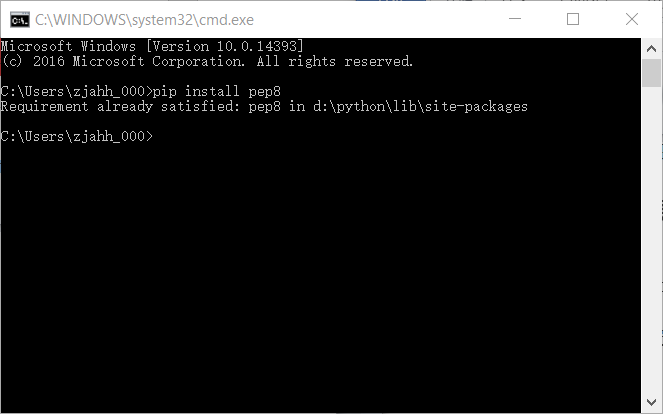 C:\WINDOWS\system32\cmd.exe
Microsoft Windows [Version 10.0.14393]
(c) 2016 Microsoft Corporation. All rights reserved.
C:\Users\zjahh_000>pip install pep8
Requirement already satisfied: pep8 in d:\python\lib\site-packages
C:\Users\zjahh_000>